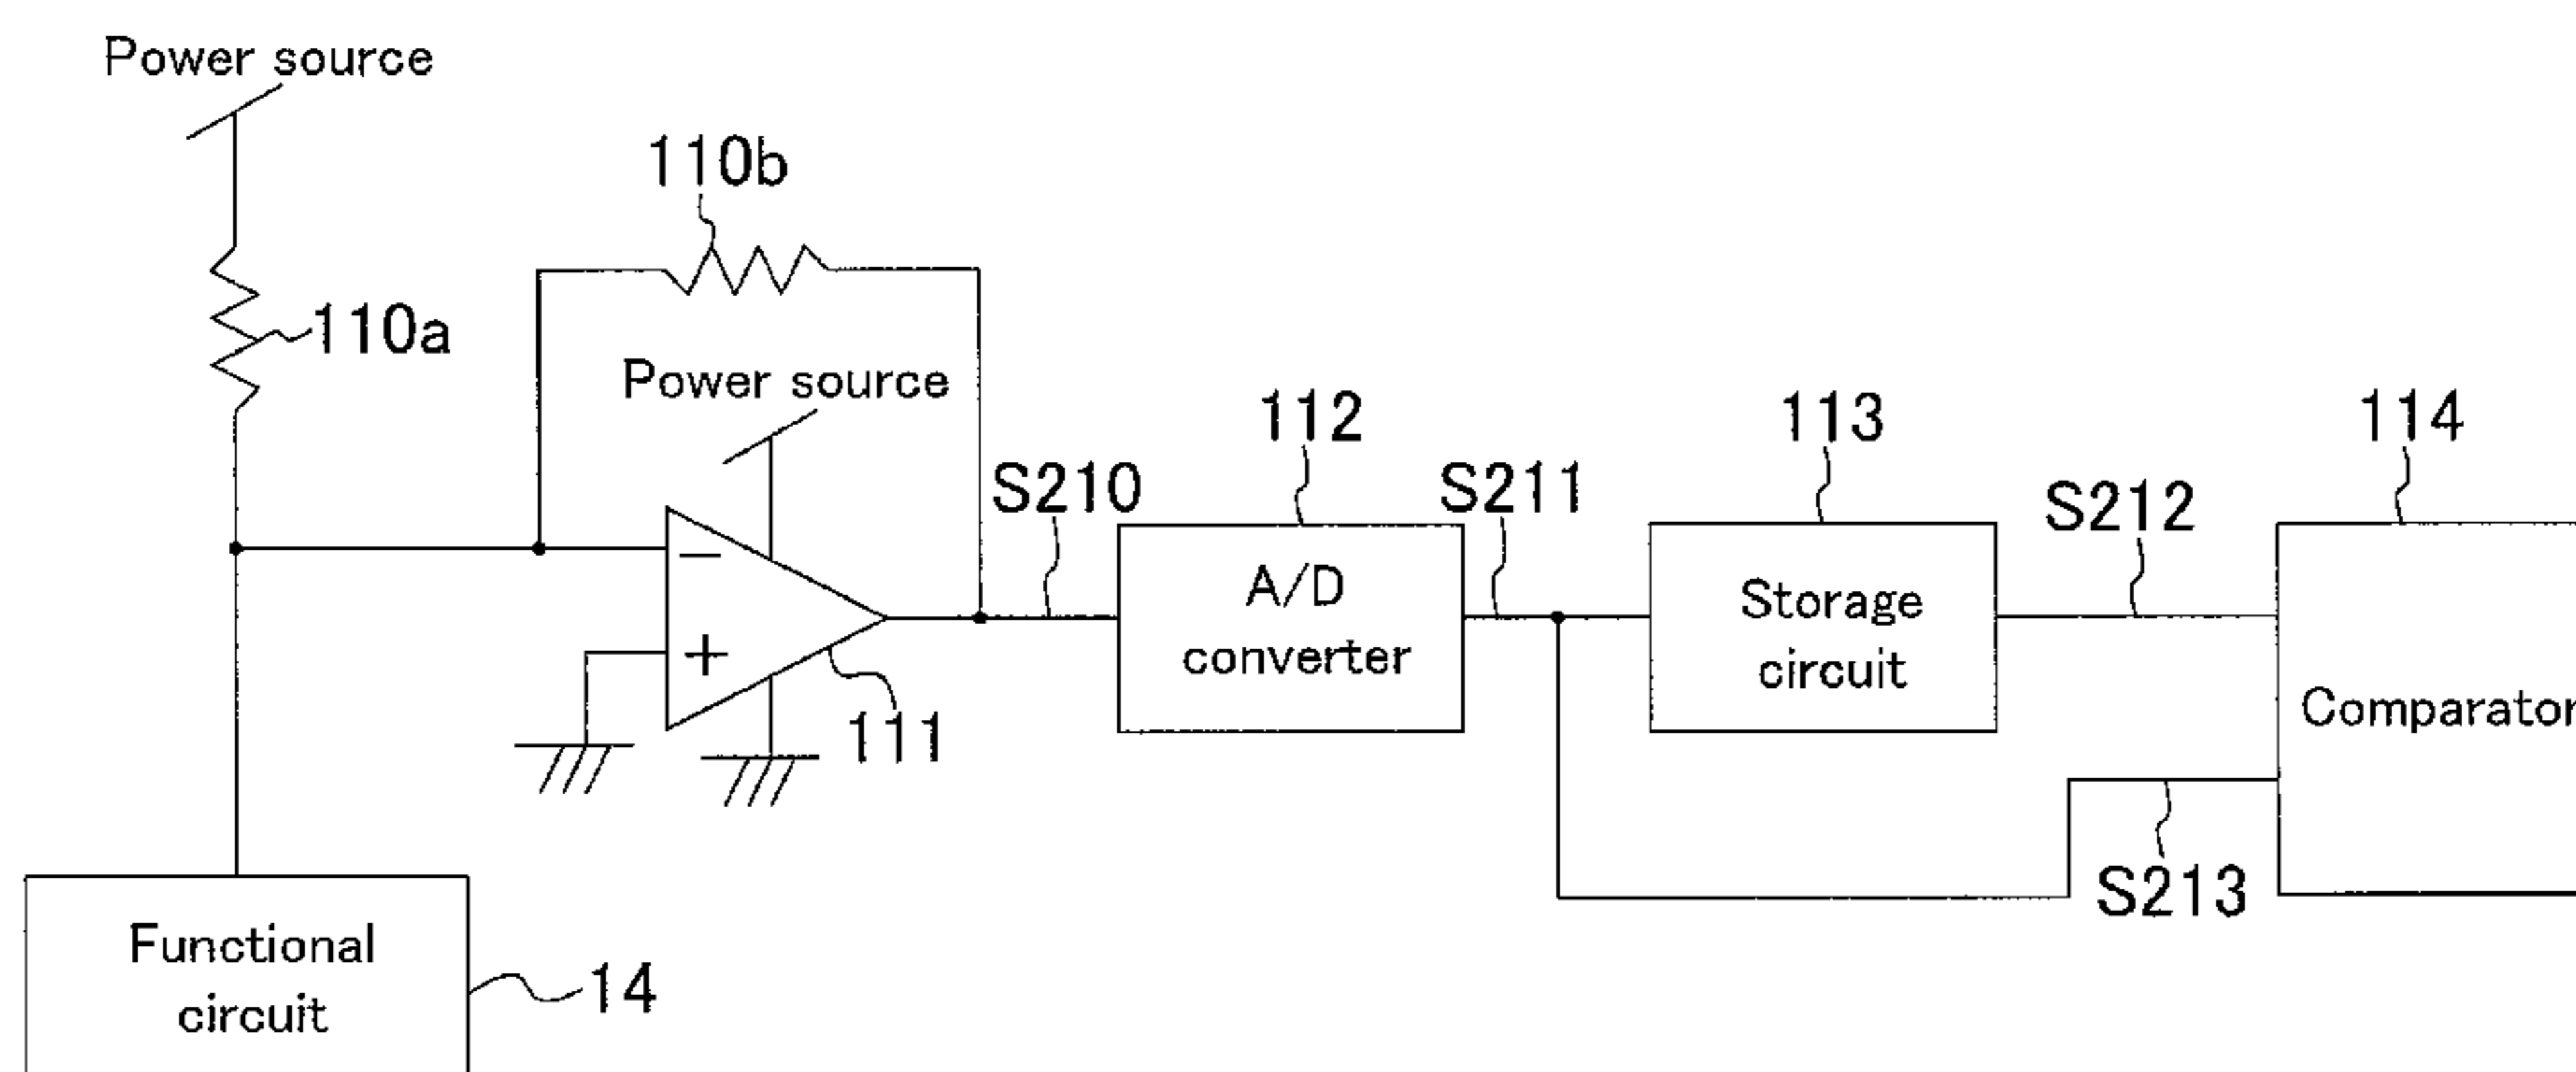 Power source
110b
110a
Power source
112
113
114
S210
S211
S212
−
A/D
converter
Storage
circuit
+
Comparator
111
S213
Functional
circuit
14